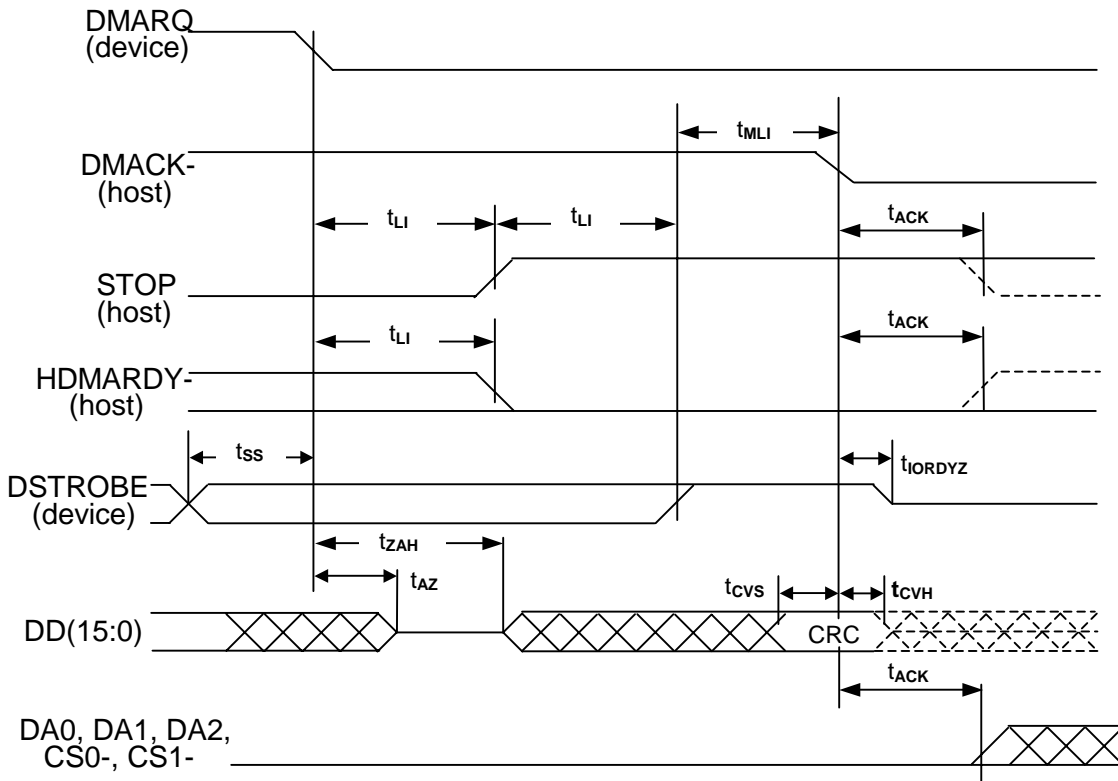 DMARQ
(device)
tMLI
DMACK-
(host)
tLI
tLI
tACK
STOP
(host)
tLI
tACK
HDMARDY-
(host)
tSS
tIORDYZ
DSTROBE
(device)
tZAH
tAZ
tCVS
tCVH
DD(15:0)
CRC
tACK
DA0, DA1, DA2,
CS0-, CS1-